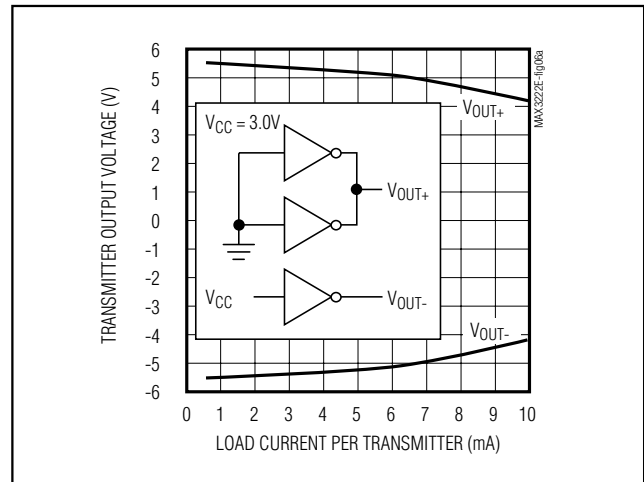 6
5
4
3
2
1
0
-1
-2
-3
-4
-5
-6
TRANSMITTER OUTPUT VOLTAGE (V)
MAX3222E-fig06a
VOUT+
VCC = 3.0V
VOUT+
VCC
VOUT-
VOUT-
0 1 2 3 4 5 6 7 8 9 10
LOAD CURRENT PER TRANSMITTER (mA)